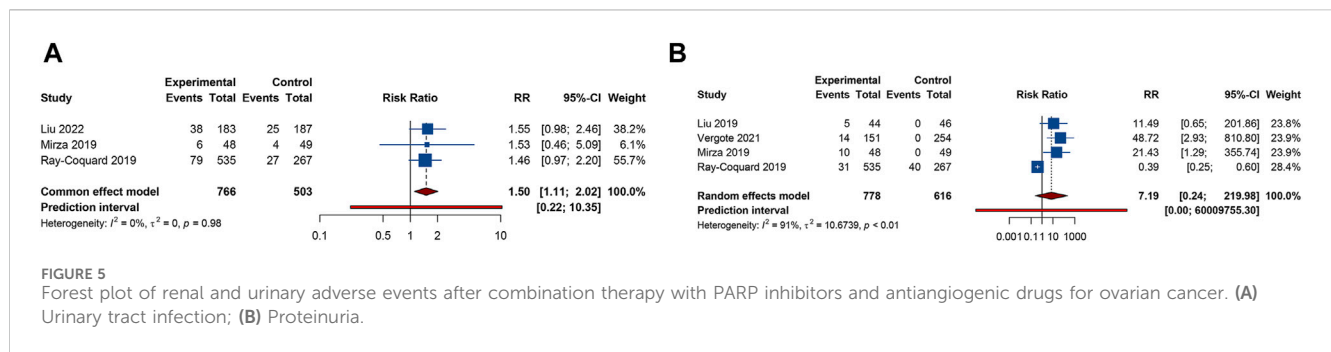 A
Experimental Control
Study Events Total Events Total Risk Ratio RR 95%-CI Weight
Liu 2022 38 183 25 187 1.55 [0.98; 2.46] 38.2%
Mirza 2019 6 48 4 49 1.53 [0.46; 5.09] 6.1%
Ray-Coquard 2019 79 535 27 267 1.46 [0.97; 2.20] 55.7%
Common effect model 766 503 1.50 [1.11; 2.02] 100.0%
Prediction interval [0.22; 10.35]
Heterogeneity: I² = 0%, τ² = 0, p = 0.98
0.1 0.5 1 2 10
B
Experimental Control
Study Events Total Events Total Risk Ratio RR 95%-CI Weight
Liu 2019 5 44 0 46 11.49 [0.65; 201.86] 23.8%
Vergote 2021 14 151 0 254 48.72 [2.93; 810.80] 23.9%
Mirza 2019 10 48 0 49 21.43 [1.29; 355.74] 23.9%
Ray-Coquard 2019 31 535 40 267 0.39 [0.25; 0.60] 28.4%
Random effects model 778 616 7.19 [0.24; 219.98] 100.0%
Prediction interval [0.00; 60009755.30]
Heterogeneity: I² = 91%, τ² = 10.6739, p < 0.01
0.001 0.1 1 10 1000
FIGURE 5
Forest plot of renal and urinary adverse events after combination therapy with PARP inhibitors and antiangiogenic drugs for ovarian cancer. (A)
Urinary tract infection; (B) Proteinuria.